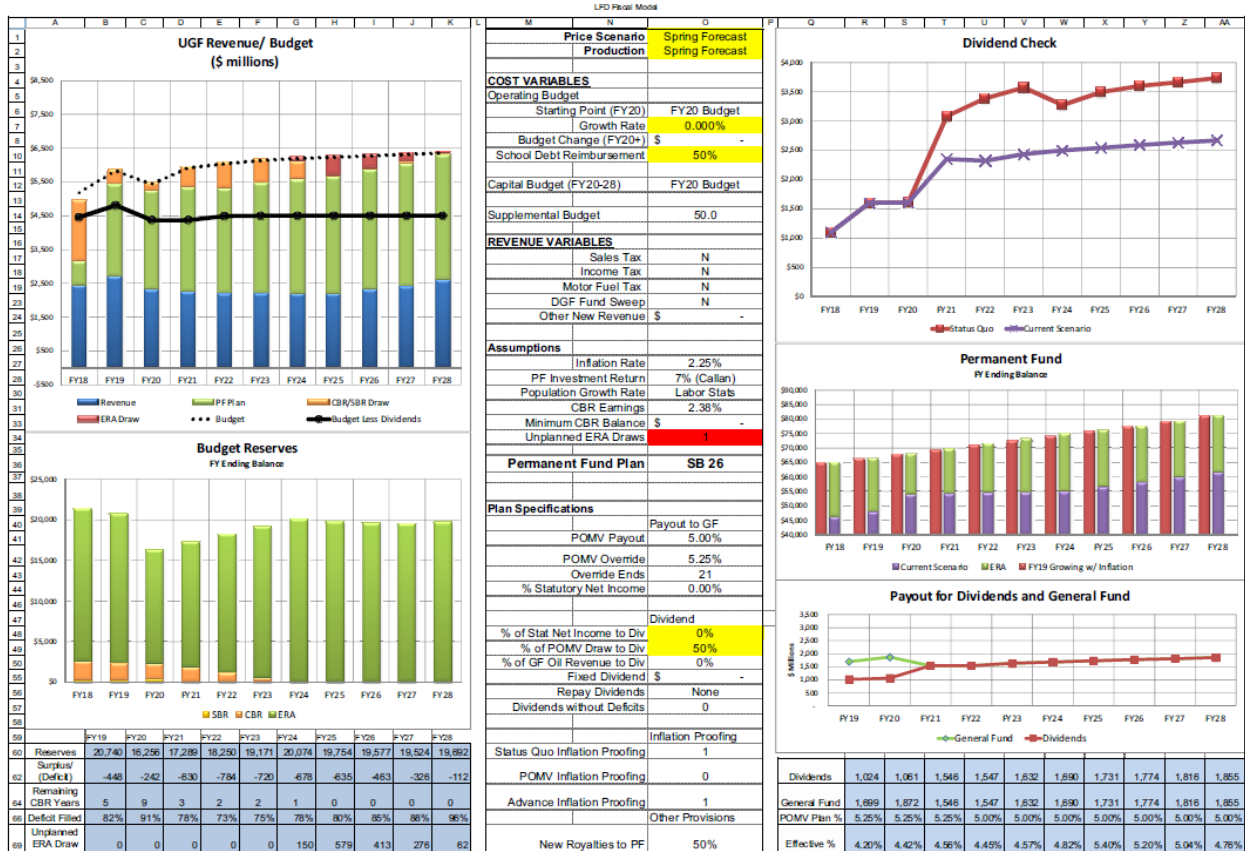 LFD Fiscal Model
A B C D E F G H I J K L M N O P Q R S T U V W X Y Z AA
UGF Revenue/ Budget
($ millions)
$8,500
$7,500
$6,500
$5,500
$4,500
$3,500
$2,500
$1,500
$500
-$500
FY18 FY19 FY20 FY21 FY22 FY23 FY24 FY25 FY26 FY27 FY28
Revenue PF Plan CBR/SBR Draw
ERA Draw Budget Budget Less Dividends
Budget Reserves
FY Ending Balance
$25,000
$20,000
$15,000
$10,000
$5,000
$0
FY18 FY19 FY20 FY21 FY22 FY23 FY24 FY25 FY26 FY27 FY28
SBR CBR ERA
FY19 FY20 FY21 FY22 FY23 FY24 FY25 FY26 FY27 FY28
Reserves 20,740 16,256 17,289 18,250 19,171 20,074 19,754 19,577 19,524 19,692
Surplus/
(Deficit) -448 -242 -630 -784 -720 -678 -635 -463 -326 -112
Remaining
CBR Years 5 9 3 2 2 1 0 0 0 0
Deficit Filled 82% 91% 78% 73% 75% 78% 80% 85% 88% 96%
Unplanned
ERA Draw 0 0 0 0 0 150 579 413 276 62
Price Scenario Spring Forecast
Production Spring Forecast
COST VARIABLES
Operating Budget
Starting Point (FY20) FY20 Budget
Growth Rate 0.000%
Budget Change (FY20+) $ -
School Debt Reimbursement 50%
Capital Budget (FY20-28) FY20 Budget
Supplemental Budget 50.0
REVENUE VARIABLES
Sales Tax N
Income Tax N
Motor Fuel Tax N
DGF Fund Sweep N
Other New Revenue $ -
Assumptions
Inflation Rate 2.25%
PF Investment Return 7% (Callan)
Population Growth Rate Labor Stats
CBR Earnings 2.38%
Minimum CBR Balance $ -
Unplanned ERA Draws 1
Permanent Fund Plan SB 26
Plan Specifications
Payout to GF
POMV Payout 5.00%
POMV Override 5.25%
Override Ends 21
% Statutory Net Income 0.00%
Dividend
% of Stat Net Income to Div 0%
% of POMV Draw to Div 50%
% of GF Oil Revenue to Div 0%
Fixed Dividend $ -
Repay Dividends None
Dividends without Deficits 0
Inflation Proofing
Status Quo Inflation Proofing 1
POMV Inflation Proofing 0
Advance Inflation Proofing 1
Other Provisions
New Royalties to PF 50%
Dividend Check
$4,000
$3,500
$3,000
$2,500
$2,000
$1,500
$1,000
$500
$0
FY18 FY19 FY20 FY21 FY22 FY23 FY24 FY25 FY26 FY27 FY28
Status Quo Current Scenario
Permanent Fund
FY Ending Balance
$90,000
$80,000
$75,000
$70,000
$65,000
$60,000
$55,000
$50,000
$45,000
$40,000
FY18 FY19 FY20 FY21 FY22 FY23 FY24 FY25 FY26 FY27 FY28
Current Scenario ERA FY19 Growing w/ Inflation
Payout for Dividends and General Fund
$ Millions
3,500
3,000
2,500
2,000
1,500
1,000
500
-
FY19 FY20 FY21 FY22 FY23 FY24 FY25 FY26 FY27 FY28
General Fund Dividends
Dividends 1,024 1,061 1,546 1,547 1,632 1,690 1,731 1,774 1,816 1,855
General Fund 1,699 1,872 1,546 1,547 1,632 1,690 1,731 1,774 1,816 1,855
POMV Plan % 5.25% 5.25% 5.25% 5.00% 5.00% 5.00% 5.00% 5.00% 5.00% 5.00%
Effective % 4.20% 4.42% 4.56% 4.45% 4.57% 4.82% 5.40% 5.20% 5.04% 4.76%